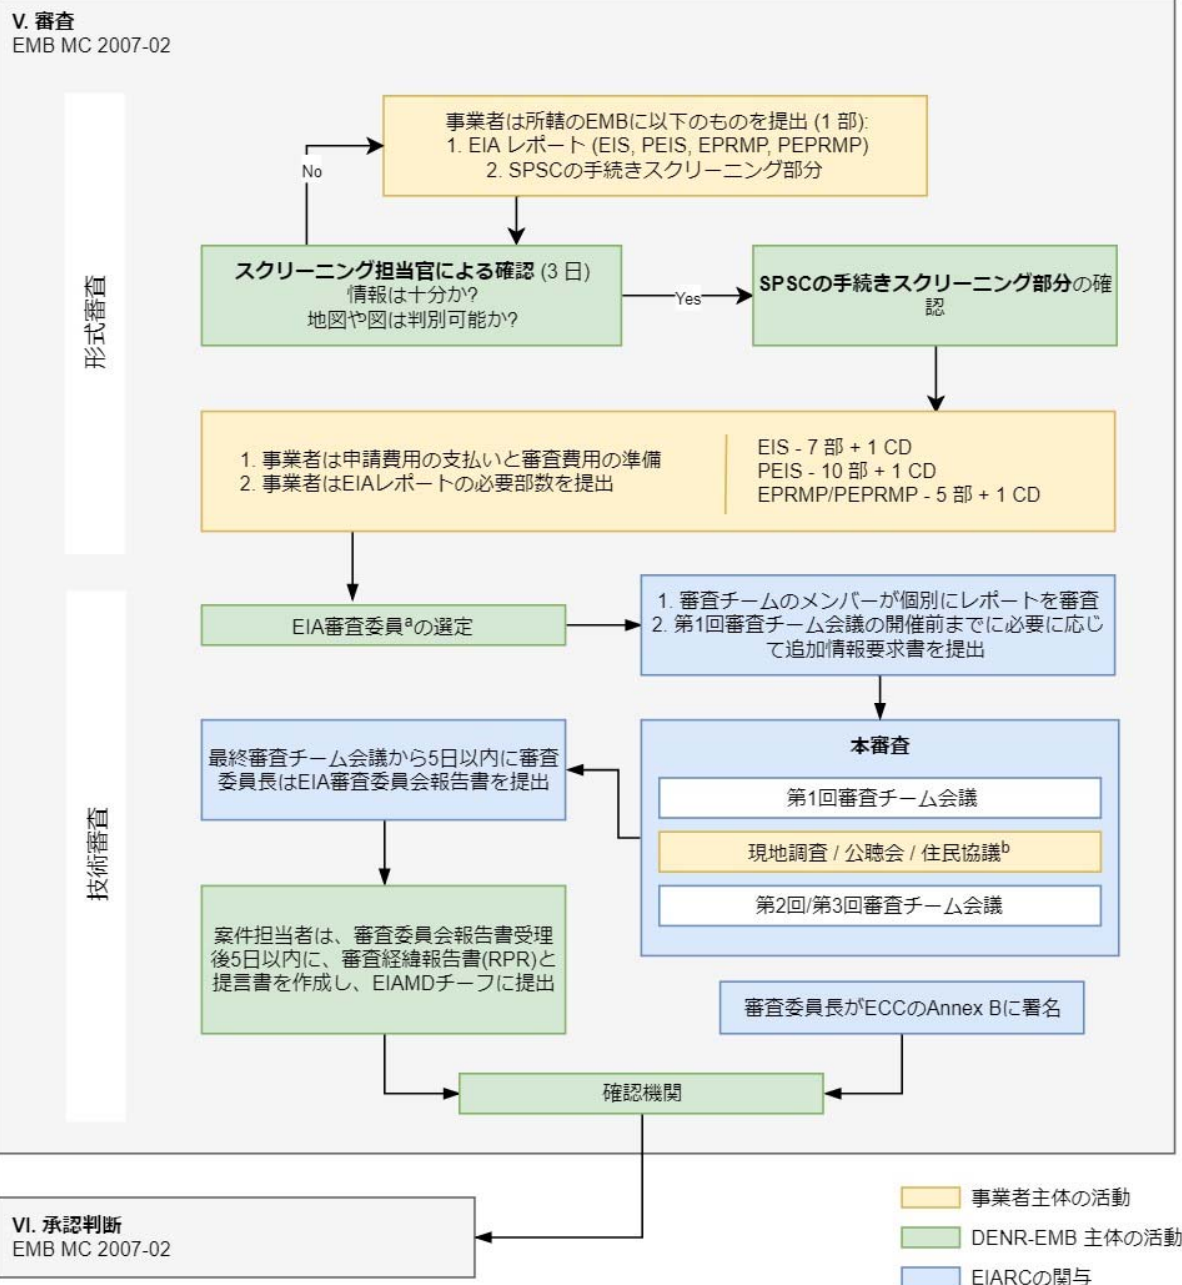 V. 審査
EMB MC 2007-02
形式審査
事業者は所轄のEMBに以下のものを提出 (1 部):
1. EIA レポート (EIS, PEIS, EPRMP, PEPRMP)
2. SPSCの手続きスクリーニング部分
No
スクリーニング担当官による確認 (3 日)
情報は十分か?
地図や図は判別可能か?
Yes
SPSCの手続きスクリーニング部分の確
認
1. 事業者は申請費用の支払いと審査費用の準備
2. 事業者はEIAレポートの必要部数を提出
EIS - 7 部 + 1 CD
PEIS - 10 部 + 1 CD
EPRMP/PEPRMP - 5 部 + 1 CD
技術審査
EIA審査委員aの選定
1. 審査チームのメンバーが個別にレポートを審査
2. 第1回審査チーム会議の開催前までに必要に応じ
て追加情報要求書を提出
本審査
第1回審査チーム会議
現地調査 / 公聴会 / 住民協議b
第2回/第3回審査チーム会議
最終審査チーム会議から5日以内に審査
委員長はEIA審査委員会報告書を提出
案件担当者は、審査委員会報告書受理
後5日以内に、審査経緯報告書(RPR)と
提言書を作成し、EIAMDチーフに提出
審査委員長がECCのAnnex Bに署名
確認機関
VI. 承認判断
EMB MC 2007-02
事業者主体の活動
DENR-EMB 主体の活動
EIARCの関与